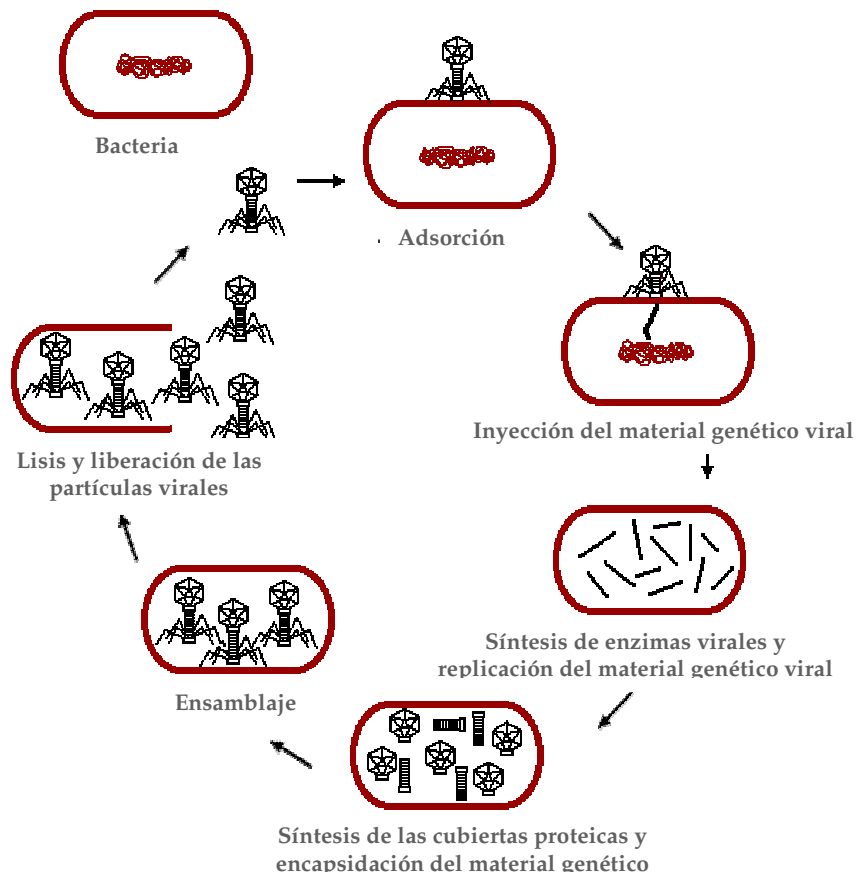 Bacteria
Adsorción
Inyección del material genético viral
Síntesis de enzimas virales y
replicación del material genético viral
Síntesis de las cubiertas proteicas y
encapsidación del material genético
Ensamblaje
Lisis y liberación de las
partículas virales